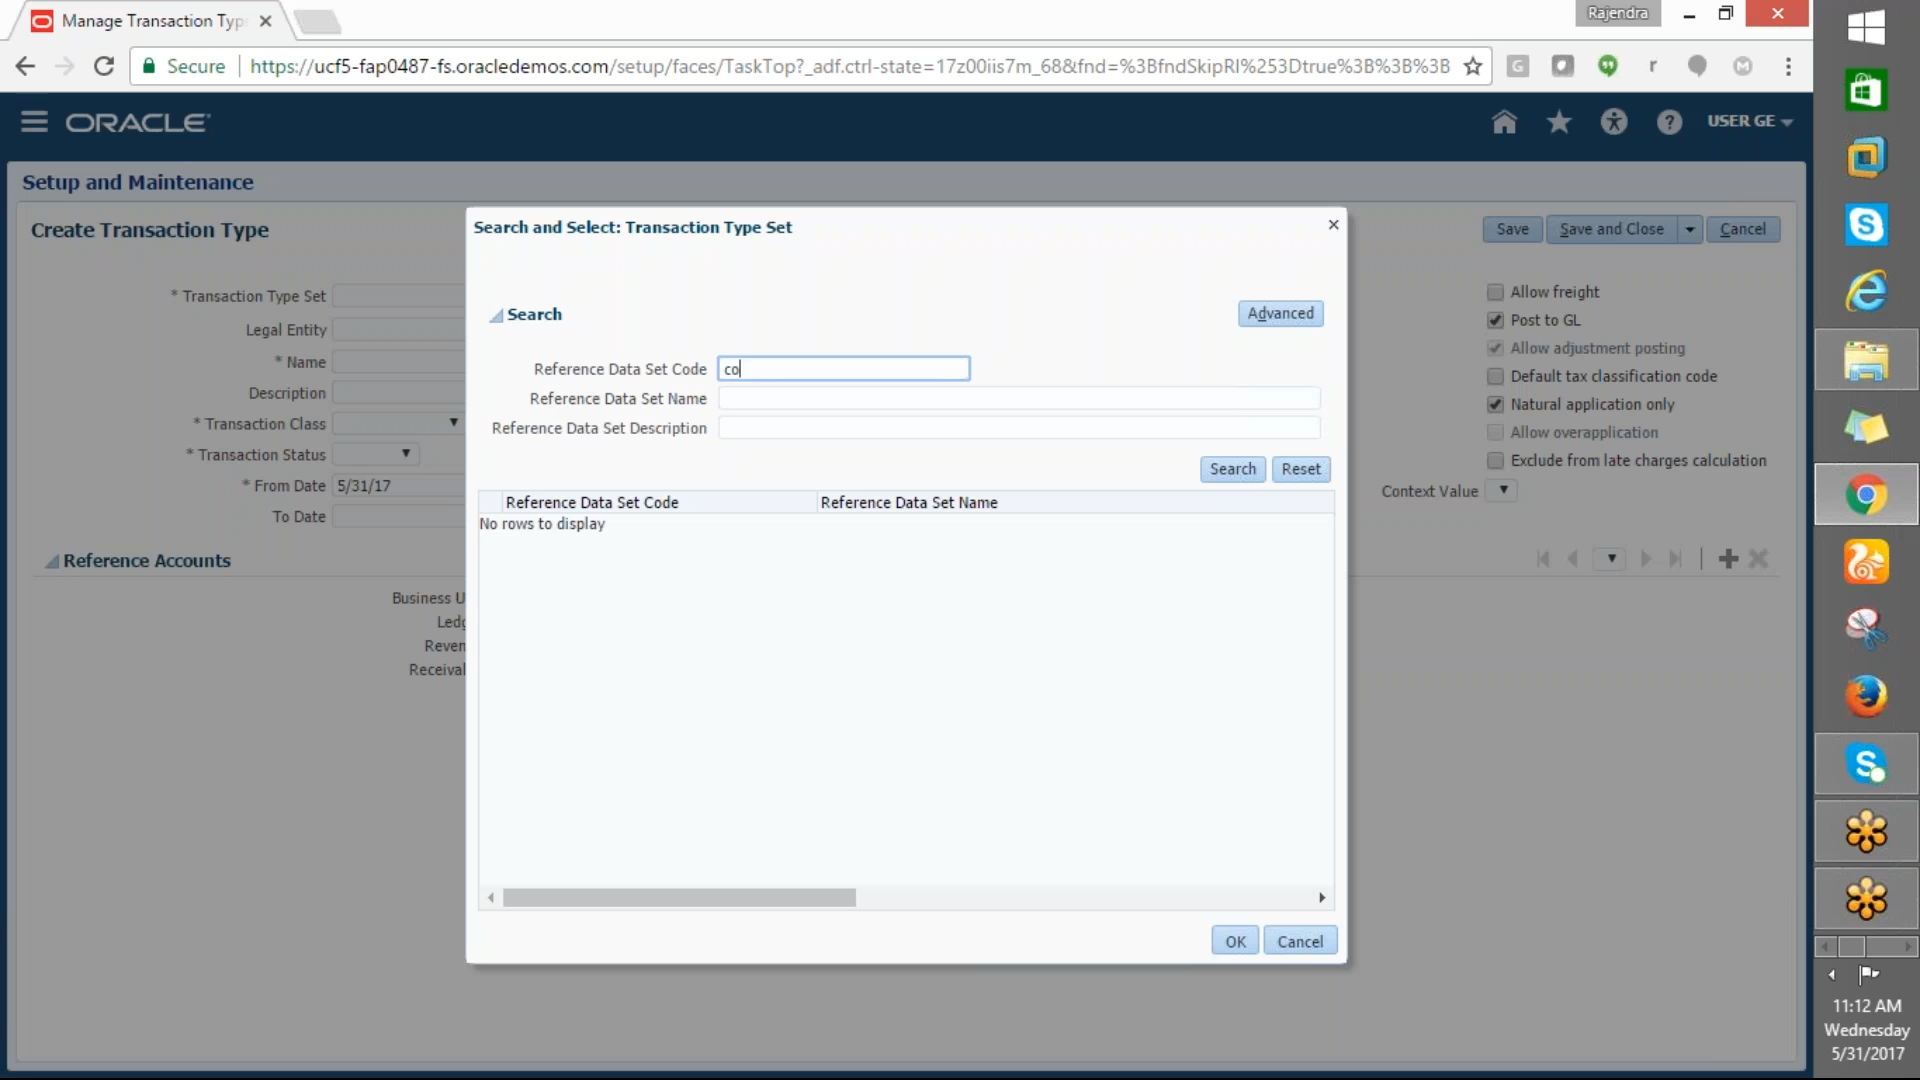 Manage Transaction Typ
Rajendra
Secure https://ucf5-fap0487-fs.oracledemos.com/setup/faces/TaskTop?_adf.ctrl-state=17z00iis7m_68&fnd=%3BfndSkipRI%253Dtrue%3B%3B%3B
ORACLE
USER GE
Setup and Maintenance
Create Transaction Type
Save
Save and Close
Cancel
* Transaction Type Set
Legal Entity
* Name
Description
* Transaction Class
* Transaction Status
* From Date 5/31/17
To Date
Allow freight
Post to GL
Allow adjustment posting
Default tax classification code
Natural application only
Allow overapplication
Exclude from late charges calculation
Context Value
Reference Accounts
Business U
Ledg
Reven
Receival
Search and Select: Transaction Type Set
Search
Advanced
Reference Data Set Code co
Reference Data Set Name
Reference Data Set Description
Search Reset
Reference Data Set Code Reference Data Set Name
No rows to display
OK Cancel
11:12 AM
Wednesday
5/31/2017